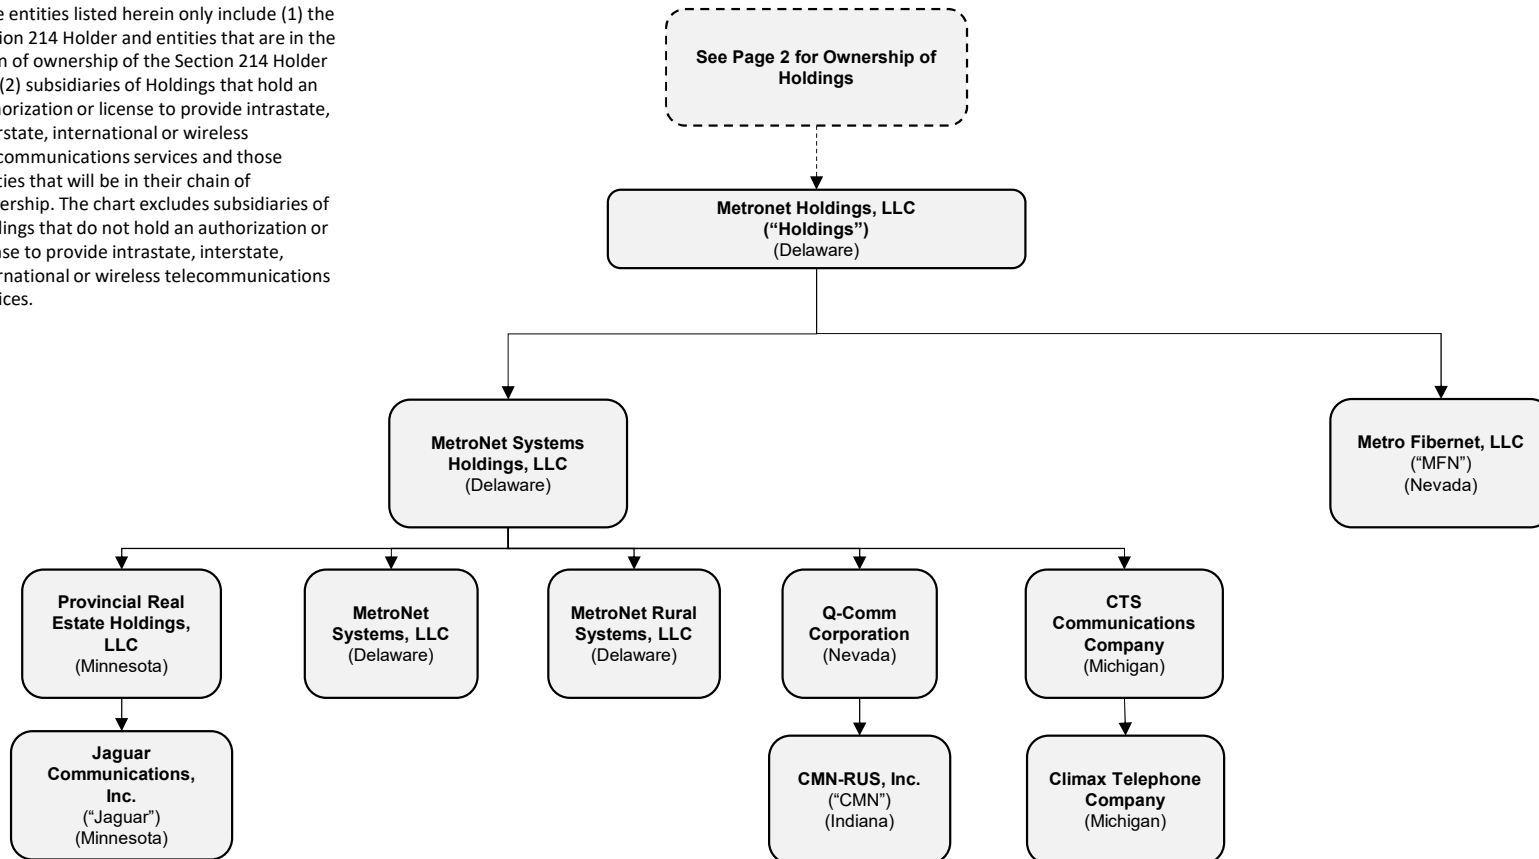 e entities listed herein only include (1) the
ion 214 Holder and entities that are in the
n of ownership of the Section 214 Holder
(2) subsidiaries of Holdings that hold an
horization or license to provide intrastate,
rstate, international or wireless
communications services and those
ties that will be in their chain of
ership. The chart excludes subsidiaries of
dings that do not hold an authorization or
se to provide intrastate, interstate,
rnational or wireless telecommunications
ices.
See Page 2 for Ownership of
Holdings
Metronet Holdings, LLC
(“Holdings”)
(Delaware)
MetroNet Systems
Holdings, LLC
(Delaware)
Metro Fibernet, LLC
(“MFN”)
(Nevada)
Provincial Real
Estate Holdings,
LLC
(Minnesota)
MetroNet
Systems, LLC
(Delaware)
MetroNet Rural
Systems, LLC
(Delaware)
Q-Comm
Corporation
(Nevada)
CTS
Communications
Company
(Michigan)
Jaguar
Communications,
Inc.
(“Jaguar”)
(Minnesota)
CMN-RUS, Inc.
(“CMN”)
(Indiana)
Climax Telephone
Company
(Michigan)